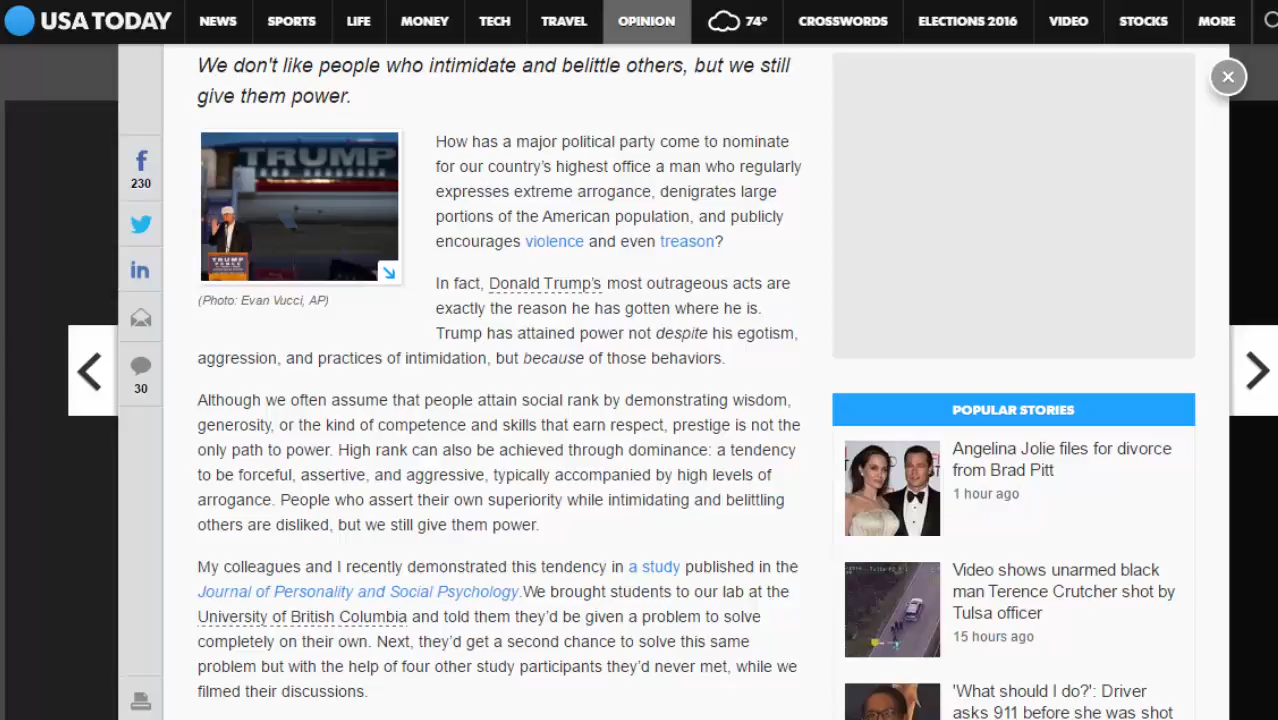 USA TODAY NEWS SPORTS LIFE MONEY TECH TRAVEL OPINION 74° CROSSWORDS ELECTIONS 2016 VIDEO STOCKS MORE
We don't like people who intimidate and belittle others, but we still
give them power.
TRUMP
TRUMP
(Photo: Evan Vucci, AP)
How has a major political party come to nominate
for our country's highest office a man who regularly
expresses extreme arrogance, denigrates large
portions of the American population, and publicly
encourages violence and even treason?
In fact, Donald Trump's most outrageous acts are
exactly the reason he has gotten where he is.
Trump has attained power not despite his egotism,
aggression, and practices of intimidation, but because of those behaviors.
Although we often assume that people attain social rank by demonstrating wisdom,
generosity, or the kind of competence and skills that earn respect, prestige is not the
only path to power. High rank can also be achieved through dominance: a tendency
to be forceful, assertive, and aggressive, typically accompanied by high levels of
arrogance. People who assert their own superiority while intimidating and belittling
others are disliked, but we still give them power.
My colleagues and I recently demonstrated this tendency in a study published in the
Journal of Personality and Social Psychology.We brought students to our lab at the
University of British Columbia and told them they'd be given a problem to solve
completely on their own. Next, they'd get a second chance to solve this same
problem but with the help of four other study participants they'd never met, while we
filmed their discussions.
230
30
POPULAR STORIES
Angelina Jolie files for divorce
from Brad Pitt
1 hour ago
Video shows unarmed black
man Terence Crutcher shot by
Tulsa officer
15 hours ago
'What should I do?': Driver
asks 911 before she was shot